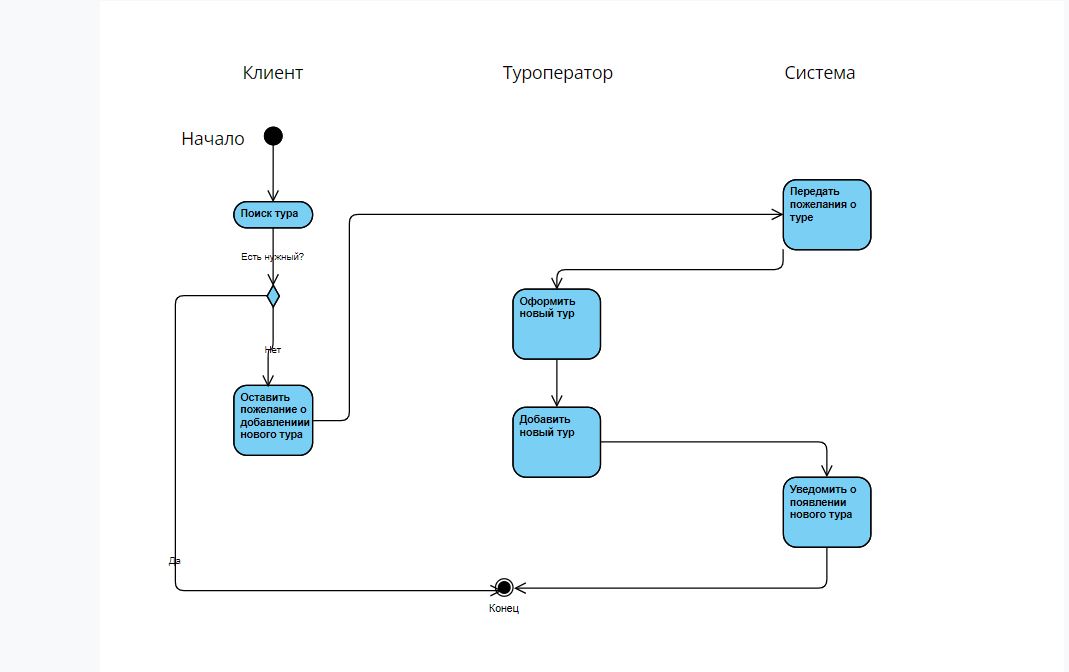 Клиент
Туроператор
Система
Начало
Поиск тура
Есть нужный?
Нет
Оставить
пожелание о
добавлениии
нового тура
Передать
пожелания о
туре
Оформить
новый тур
Добавить
новый тур
Уведомить о
появлении
нового тура
Да
Конец